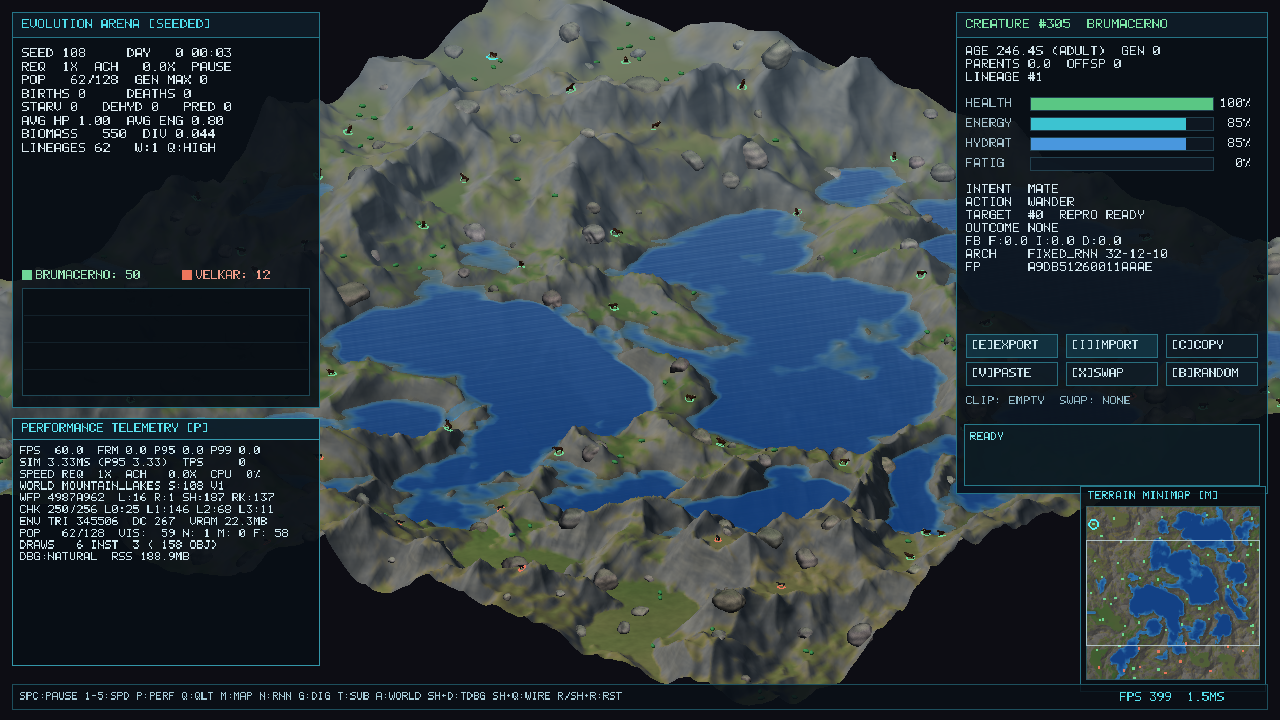 EVOLUTION ARENA [SEEDED]
SEED 108 DAY 0 00:03
REQ 1X ACH 0.0X PAUSE
POP 62/128 GEN MAX 0
BIRTHS 0 DEATHS 0
STARV 0 DEHYD 0 PRED 0
AVG HP 1.00 AVG ENG 0.80
BIOMASS 550 DIV 0.044
LINEAGES 62 W:1 Q:HIGH
BRUMACERNO: 50 VELKAR: 12
PERFORMANCE TELEMETRY [P]
FPS 60.0 FRM 0.0 P95 0.0 P99 0.0
SIM 3.33MS (P95 3.33) TPS 0
SPEED REQ 1X ACH 0.0X CPU 0%
WORLD MOUNTAIN_LAKES S:108 V1
WFP 4987A962 L:16 R:1 SH:187 RK:137
CHK 250/256 L0:25 L1:146 L2:68 L3:11
ENV TRI 345506 DC 267 VRAM 22.3MB
POP 62/128 VIS: 59 N: 1 M: 0 F: 58
DRAWS 6 INST 3 ( 158 OBJ)
DBG:NATURAL RSS 188.9MB
CREATURE #305 BRUMACERNO
AGE 246.4S (ADULT) GEN 0
PARENTS 0,0 OFFSP 0
LINEAGE #1
HEALTH 100%
ENERGY 85%
HYDRAT 85%
FATIG 0%
INTENT MATE
ACTION WANDER
TARGET #0 REPRO READY
OUTCOME NONE
FB F:0.0 I:0.0 D:0.0
ARCH FIXED_RNN 32-12-10
FP A9DB51260011AAAE
[E]EXPORT [I]IMPORT [C]COPY
[V]PASTE [X]SWAP [B]RANDOM
CLIP: EMPTY SWAP: NONE
READY
TERRAIN MINIMAP [M]
SPC:PAUSE 1-5:SPD P:PERF Q:QLT M:MAP N:RNN G:DIG T:SUB A:WORLD SH+D:TDBG SH+Q:WIRE R/SH+R:RST
FPS 399 1.5MS